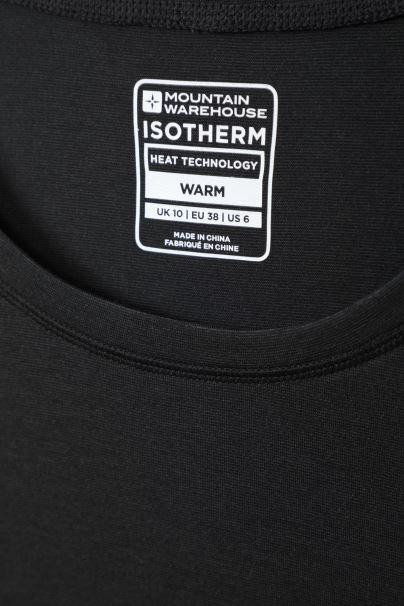 MOUNTAIN
WAREHOUSE
ISOTHERM
HEAT TECHNOLOGY
WARM
UK 10 | EU 38 | US 6
MADE IN CHINA
FABRIQUÉ EN CHINE